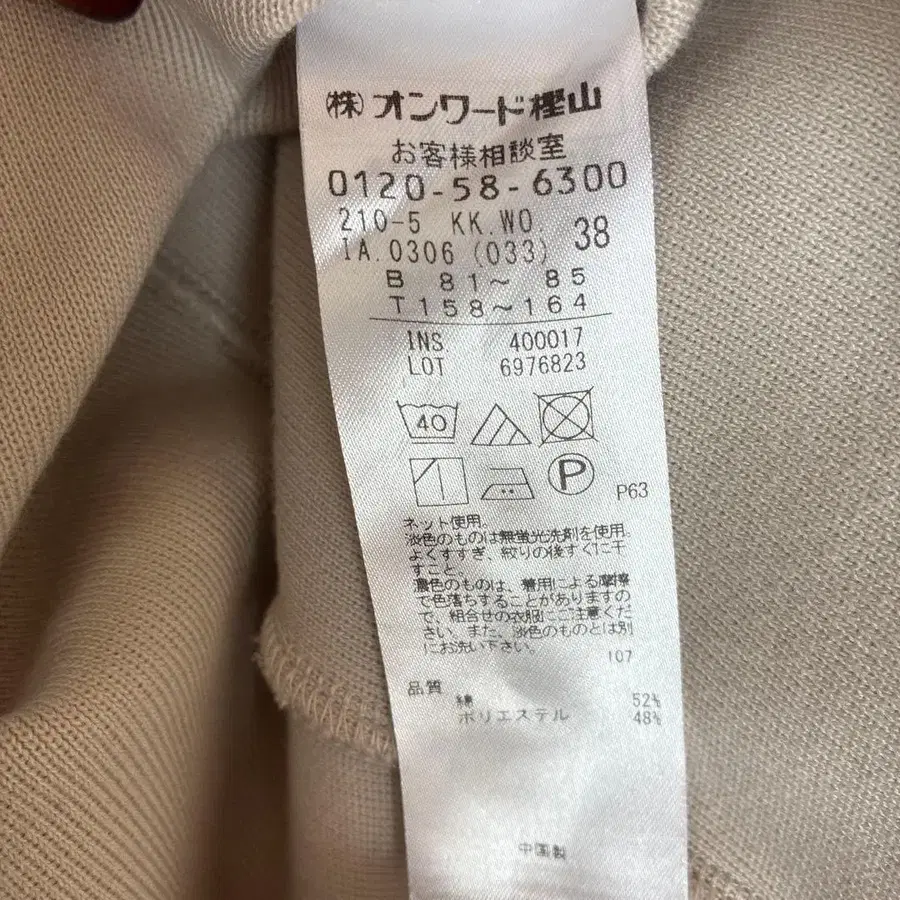 ㈱オンワード樫山
お客様相談室
0120-58-6300
210-5 KK.WO
IA.0306 (033) 38
B 81～ 85
T 158～164
INS. 400017
LOT 6976823
40
P
P63
ネット使用。
淡色のものは無蛍光洗剤を使用。
よくすすぎ、絞りの後すぐに干
すこと。
濃色のものは、着用による摩擦
で色落ちすることがありますの
で、組合せの衣服にご注意くだ
さい。また、淡色のものとは別
にお洗い下さい。
107
品質
綿 52%
ポリエステル 48%
中国製